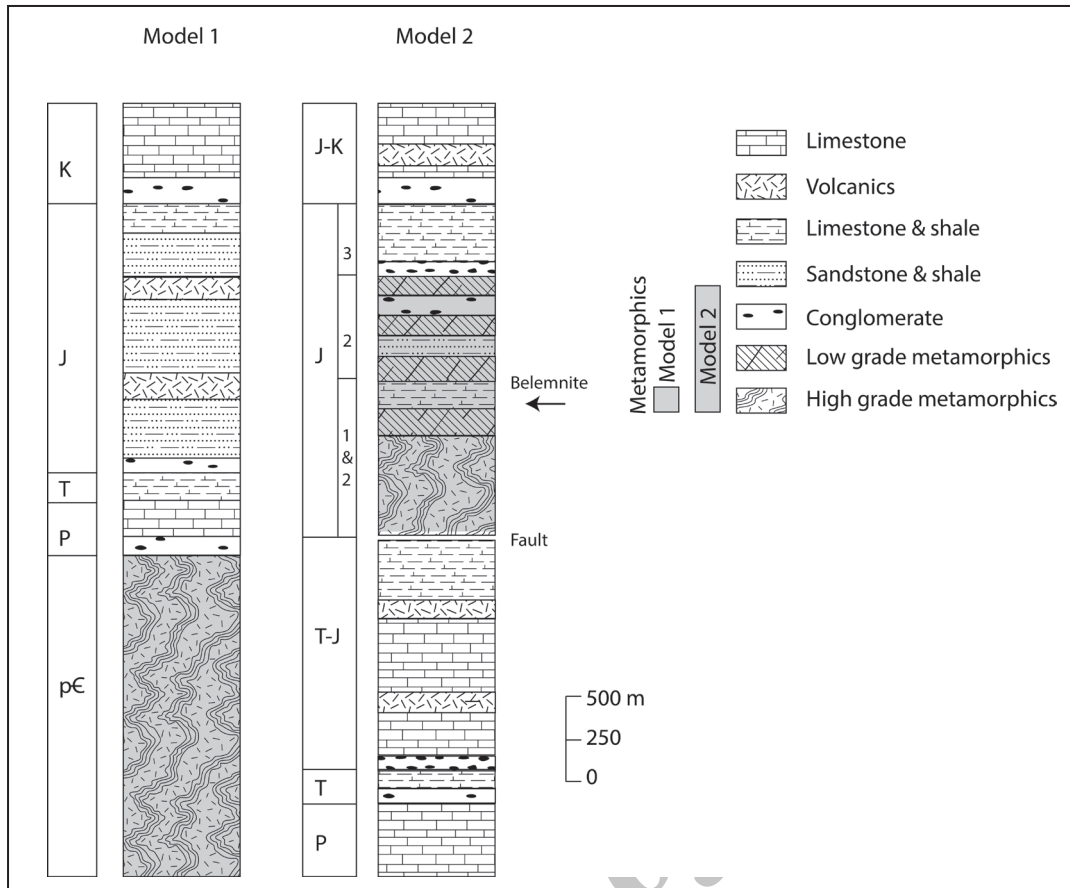 Model 1
Model 2
K
J
T
P
p€
J-K
J
3
2
1
&
2
T-J
T
P
Belemnite
Fault
500 m
250
0
Metamorphics
Model 1
Model 2
Limestone
Volcanics
Limestone & shale
Sandstone & shale
Conglomerate
Low grade metamorphics
High grade metamorphics